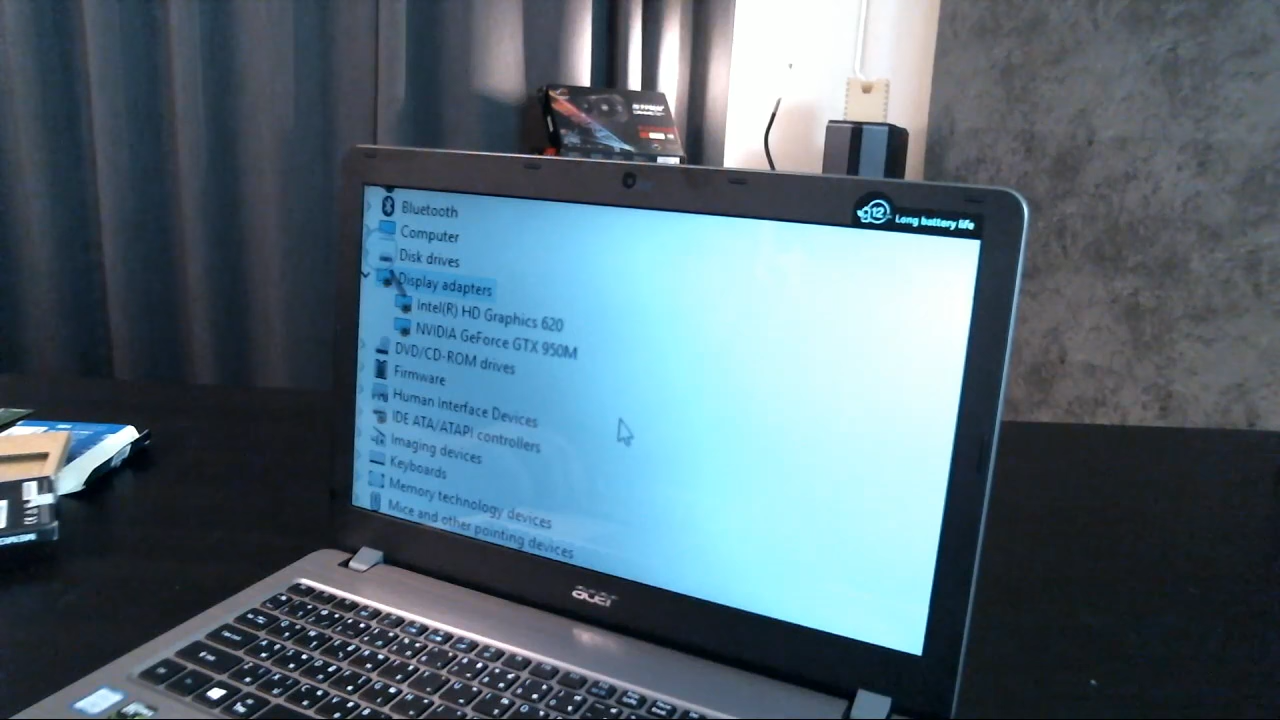 STRIX
Long battery life
Bluetooth
Computer
Disk drives
Display adapters
Intel(R) HD Graphics 620
NVIDIA GeForce GTX 950M
DVD/CD-ROM drives
Firmware
Human Interface Devices
IDE ATA/ATAPI controllers
Imaging devices
Keyboards
Memory technology devices
Mice and other pointing devices
acer